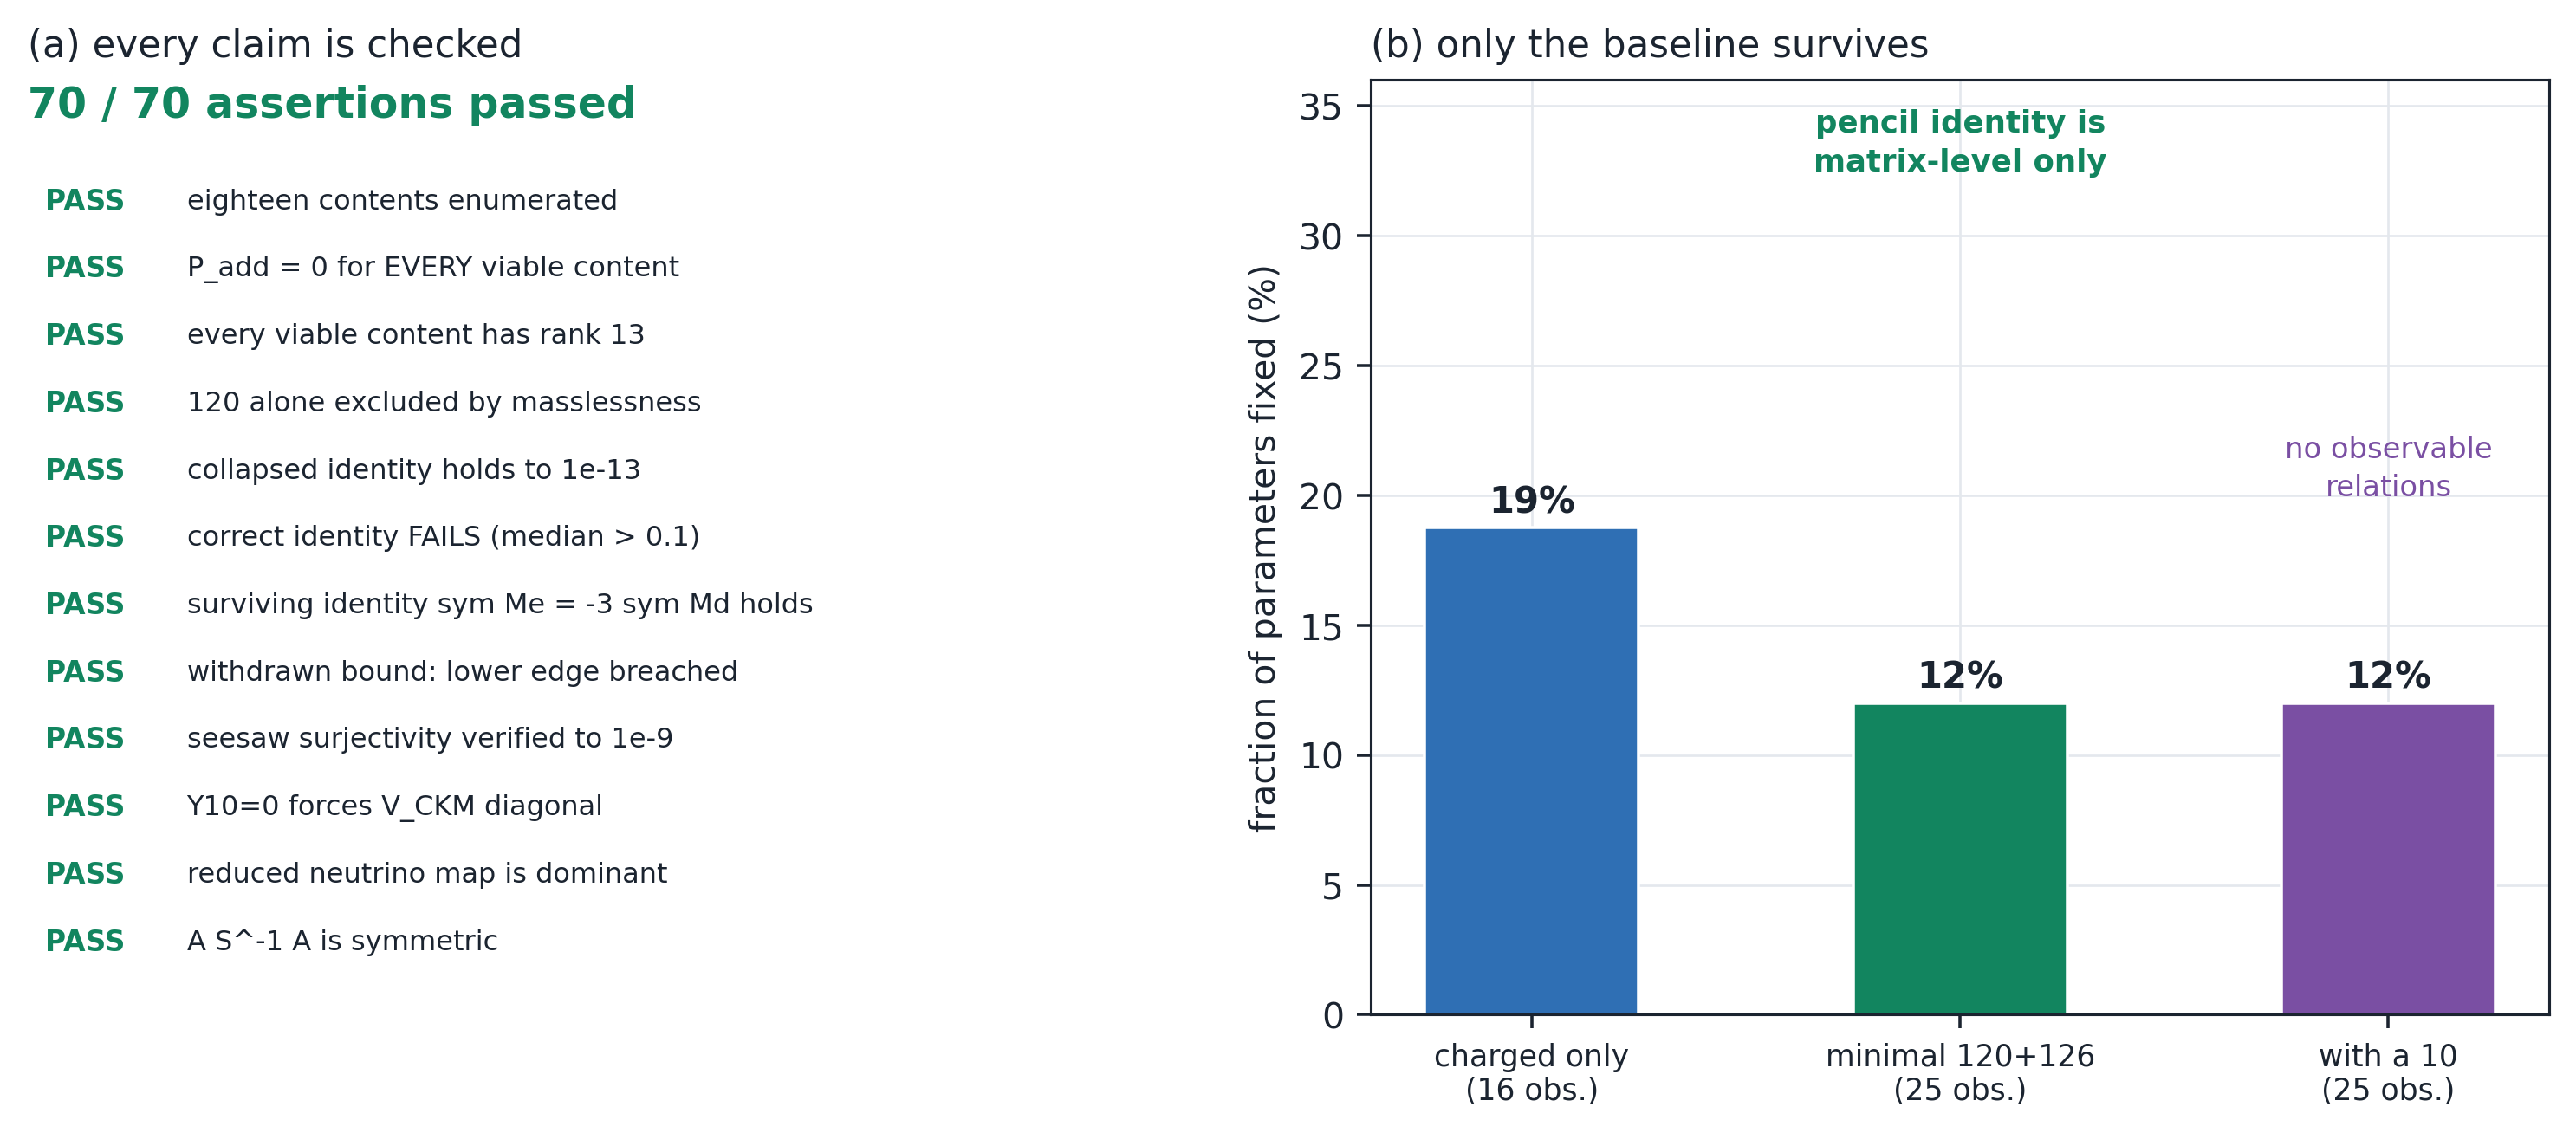 (a) every claim is checked
70 / 70 assertions passed
PASS eighteen contents enumerated
PASS P_add = 0 for EVERY viable content
PASS every viable content has rank 13
PASS 120 alone excluded by masslessness
PASS collapsed identity holds to 1e-13
PASS correct identity FAILS (median > 0.1)
PASS surviving identity sym Me = -3 sym Md holds
PASS withdrawn bound: lower edge breached
PASS seesaw surjectivity verified to 1e-9
PASS Y10=0 forces V_CKM diagonal
PASS reduced neutrino map is dominant
PASS A S^-1 A is symmetric
(b) only the baseline survives
fraction of parameters fixed (%)
35
30
25
20
15
10
5
0
pencil identity is
matrix-level only
no observable
relations
19%
12%
12%
charged only
(16 obs.)
minimal 120+126
(25 obs.)
with a 10
(25 obs.)